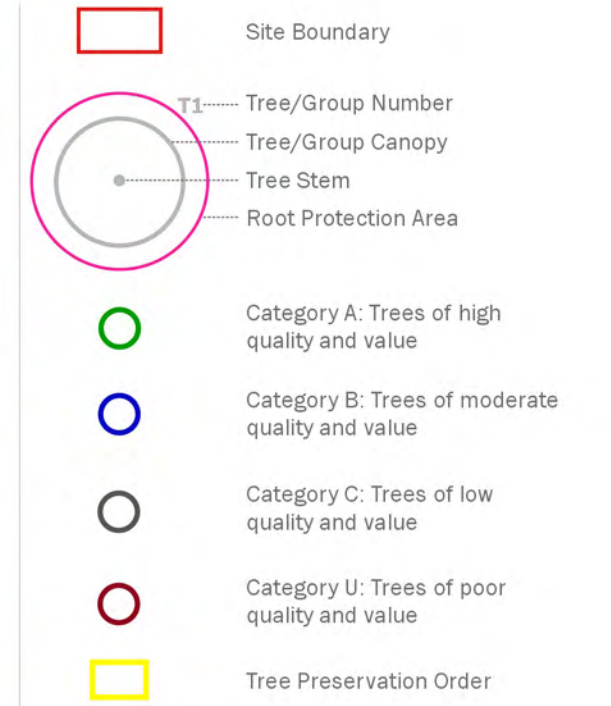 Site Boundary
T1
Tree/Group Number
Tree/Group Canopy
Tree Stem
Root Protection Area
Category A: Trees of high
quality and value
Category B: Trees of moderate
quality and value
Category C: Trees of low
quality and value
Category U: Trees of poor
quality and value
Tree Preservation Order